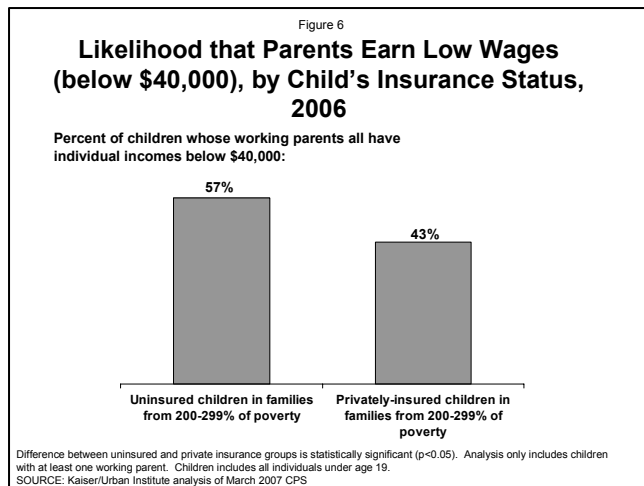 Figure 6
Likelihood that Parents Earn Low Wages
(below $40,000), by Child's Insurance Status,
2006
Percent of children whose working parents all have
individual incomes below $40,000:
57%
43%
Uninsured children in families
from 200-299% of poverty
Privately-insured children in
families from 200-299% of
poverty
Difference between uninsured and private insurance groups is statistically significant (p<0.05).  Analysis only includes children
with at least one working parent.  Children includes all individuals under age 19.
SOURCE: Kaiser/Urban Institute analysis of March 2007 CPS